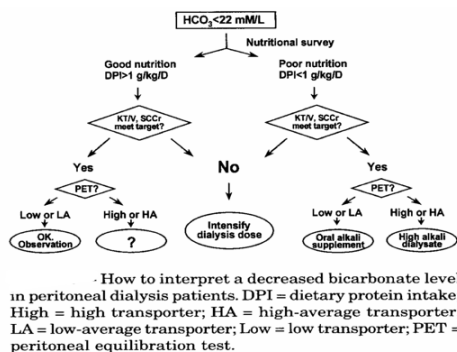 HCO3<22 mM/L
Nutritional survey
Good nutrition
DPI>1 g/kg/D
Poor nutrition
DPI<1 g/kg/D
KT/V, SCCr
meet target?
KT/V, SCCr
meet target?
Yes
No
Yes
PET?
PET?
Low or LA
High or HA
Low or LA
High or HA
OK.
Observation
?
Intensify
dialysis dose
Oral alkali
supplement
High alkali
dialysate
How to interpret a decreased bicarbonate level
in peritoneal dialysis patients. DPI = dietary protein intake
High = high transporter; HA = high-average transporter
LA = low-average transporter; Low = low transporter; PET =
peritoneal equilibration test.